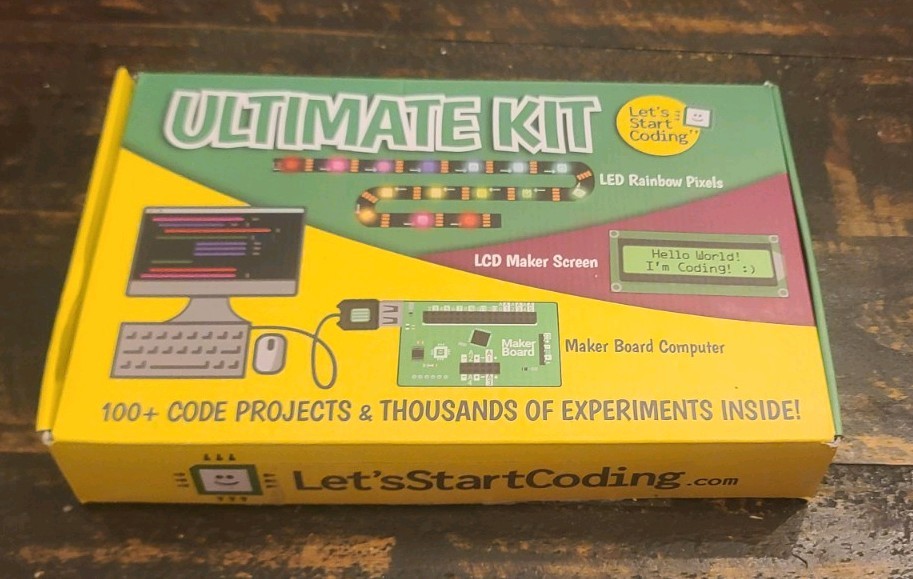 ULTIMATE KIT
Let's
Start
Coding
LED Rainbow Pixels
LCD Maker Screen
Hello World!
I'm Coding! :)
Maker
Board
Maker Board Computer
100+ CODE PROJECTS & THOUSANDS OF EXPERIMENTS INSIDE!
Let'sStartCoding.com